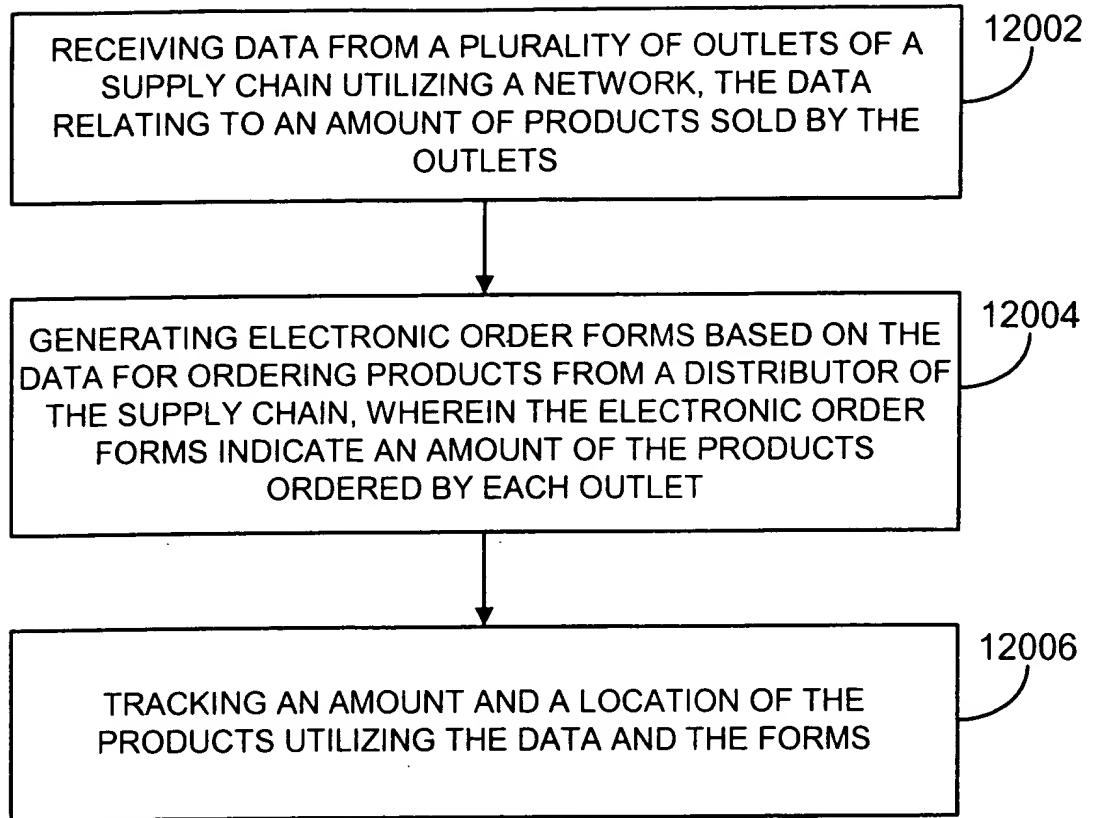 RECEIVING DATA FROM A PLURALITY OF OUTLETS OF A
SUPPLY CHAIN UTILIZING A NETWORK, THE DATA
RELATING TO AN AMOUNT OF PRODUCTS SOLD BY THE
OUTLETS
12002
GENERATING ELECTRONIC ORDER FORMS BASED ON THE
DATA FOR ORDERING PRODUCTS FROM A DISTRIBUTOR OF
THE SUPPLY CHAIN, WHEREIN THE ELECTRONIC ORDER
FORMS INDICATE AN AMOUNT OF THE PRODUCTS
ORDERED BY EACH OUTLET
12004
TRACKING AN AMOUNT AND A LOCATION OF THE
PRODUCTS UTILIZING THE DATA AND THE FORMS
12006